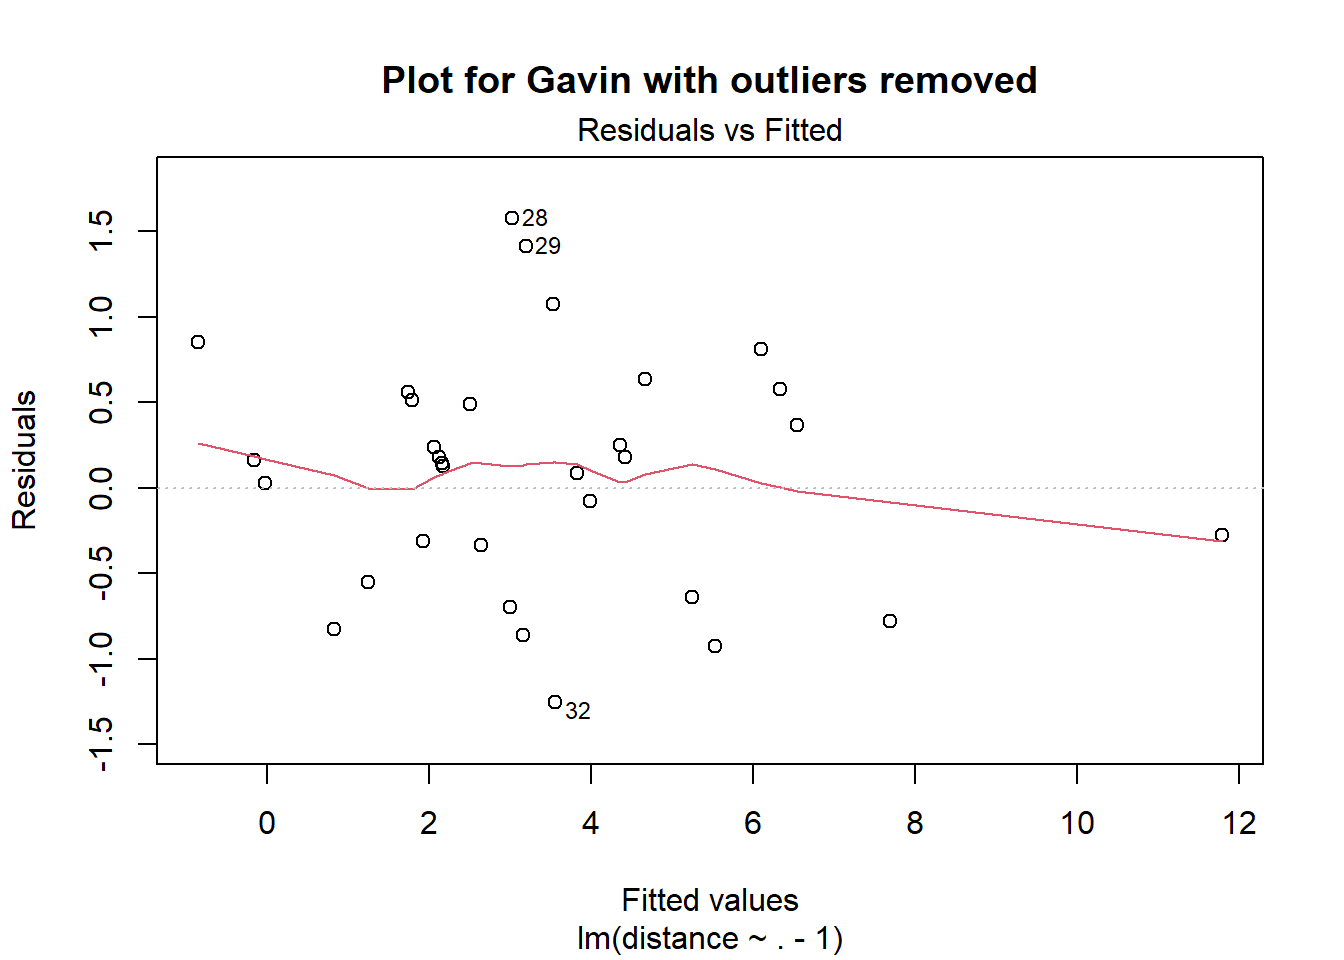 Plot for Gavin with outliers removed
Residuals vs Fitted
28
29
32
1.5
1.0
0.5
0.0
-0.5
-1.0
-1.5
Residuals
0 2 4 6 8 10 12
Fitted values
lm(distance ~ . - 1)